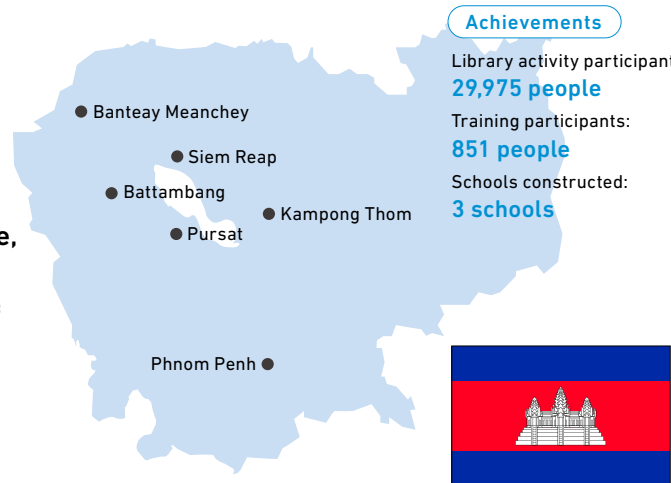 Achievements
Library activity participant
29,975 people
Training participants:
851 people
Schools constructed:
3 schools
Banteay Meanchey
Siem Reap
Battambang
Kampong Thom
e,
Pursat
Phnom Penh